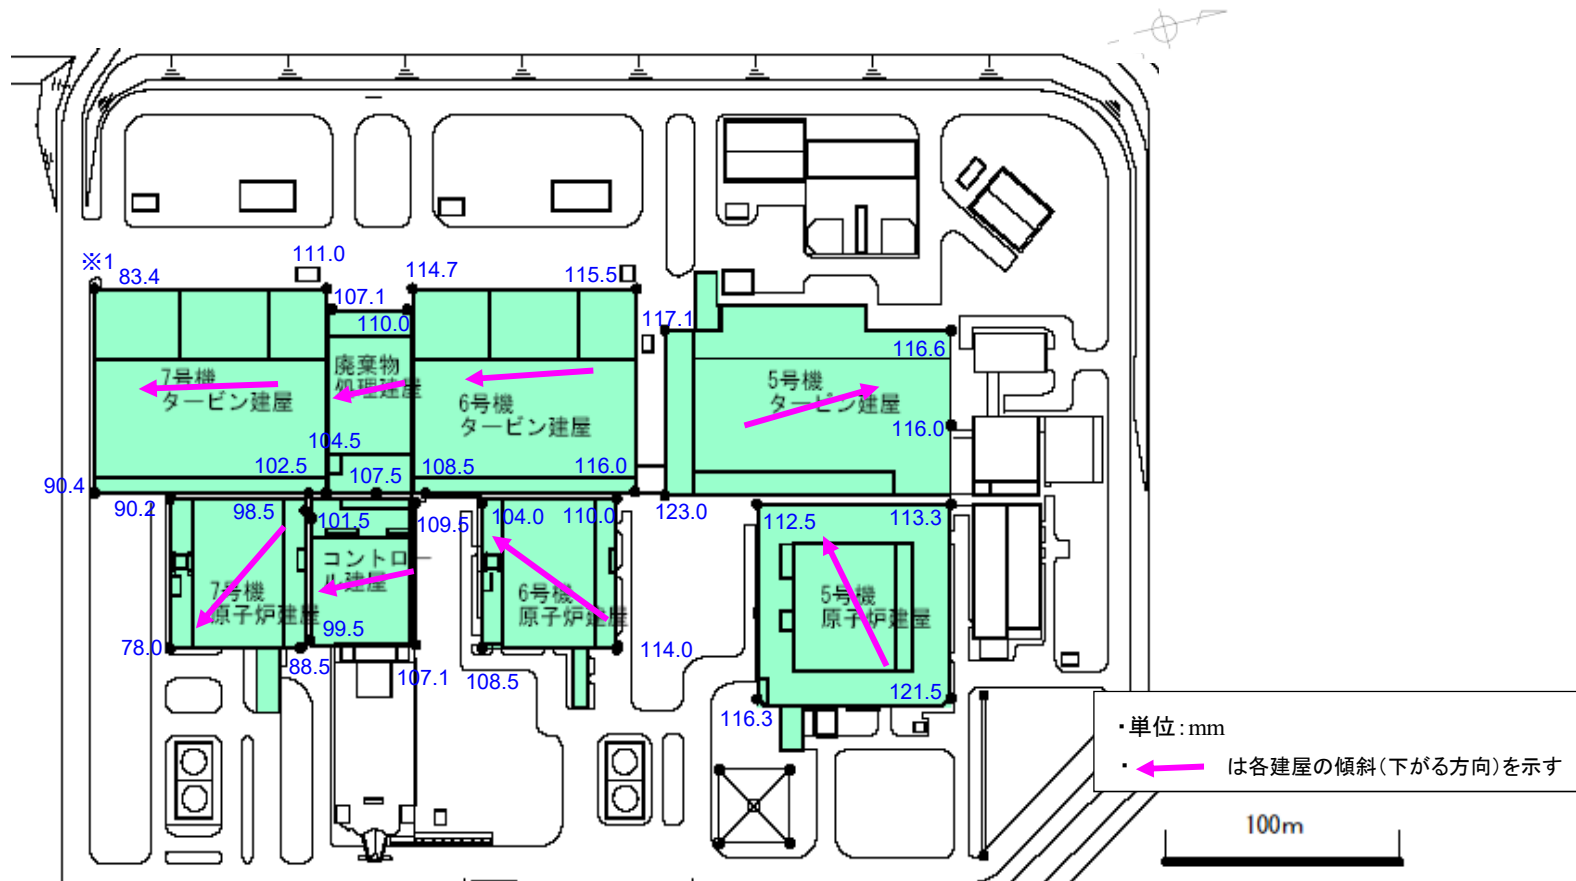 ※1
83.4
111.0
114.7
115.5
107.1
110.0
117.1
116.6
7号機
タービン建屋
廃棄物
処理建屋
6号機
タービン建屋
5号機
タービン建屋
116.0
104.5
102.5
107.5
108.5
116.0
90.4
90.2
98.5
101.5
109.5
104.0
110.0
123.0
112.5
113.3
7号機
原子炉建屋
コントロ
ール建屋
6号機
原子炉建屋
5号機
原子炉建屋
99.5
78.0
88.5
107.1
108.5
114.0
116.3
121.5
・単位:mm
・ は各建屋の傾斜(下がる方向)を示す
100m